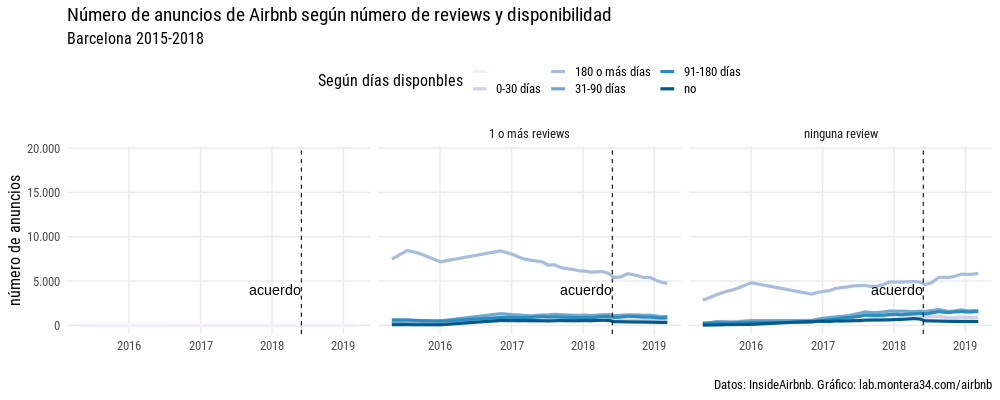 Número de anuncios de Airbnb según número de reviews y disponibilidad
Barcelona 2015-2018
Según días disponbles
180 o más días
91-180 días
0-30 días
31-90 días
no
1 o más reviews
ninguna review
20.000
15.000
10.000
5.000
0
número de anuncios
acuerdo
acuerdo
acuerdo
2016 2017 2018 2019
2016 2017 2018 2019
2016 2017 2018 2019
Datos: InsideAirbnb. Gráfico: lab.montera34.com/airbnb